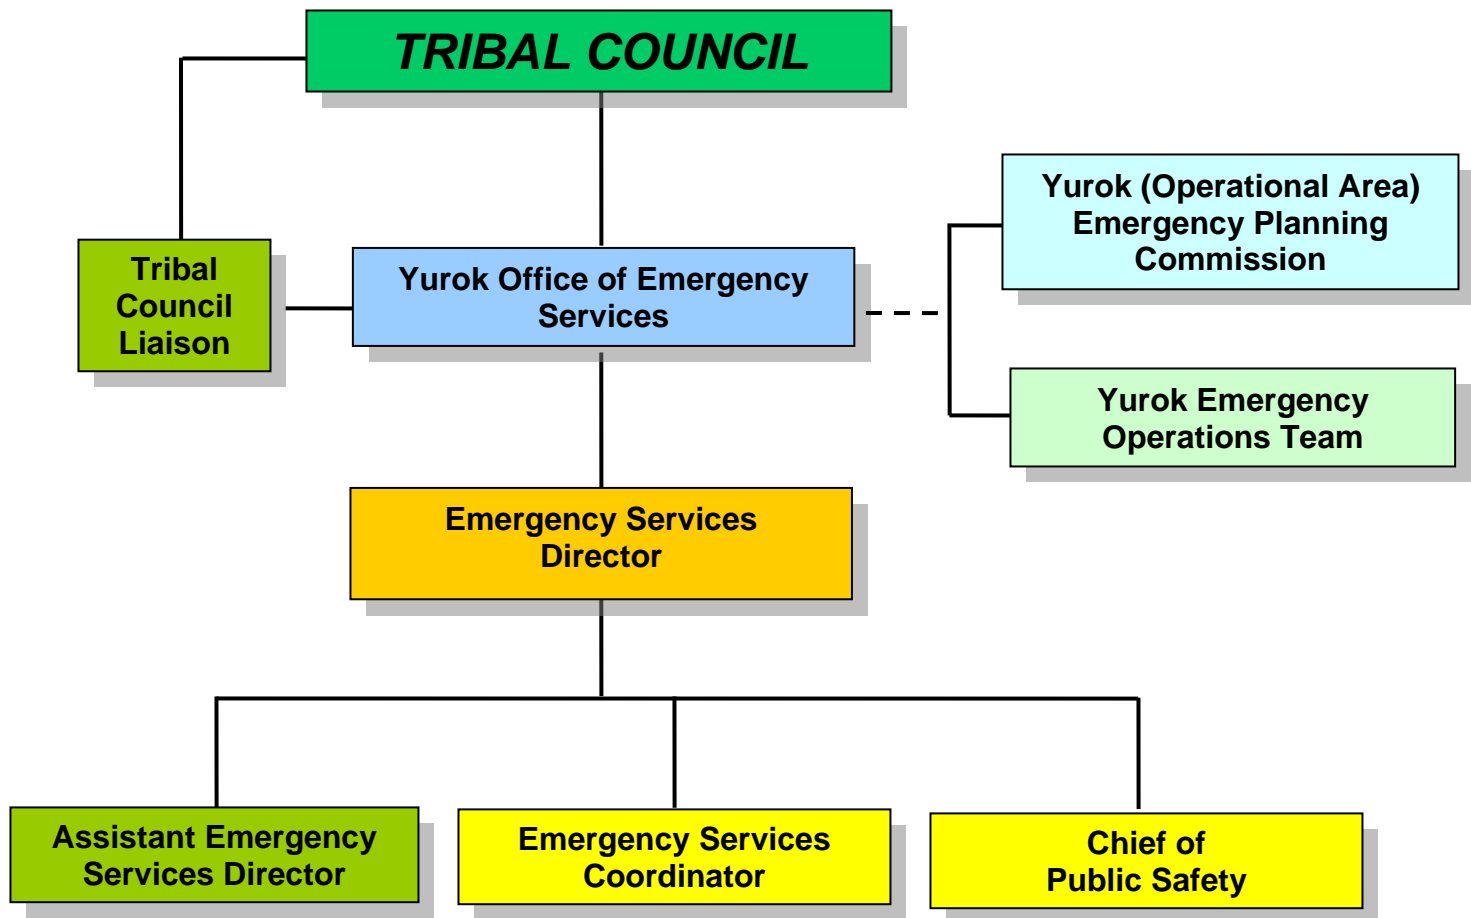 TRIBAL COUNCIL
Yurok (Operational Area)
Emergency Planning
Commission
Tribal
Council
Liaison
Yurok Office of Emergency
Services
Yurok Emergency
Operations Team
Emergency Services
Director
Assistant Emergency
Services Director
Emergency Services
Coordinator
Chief of
Public Safety